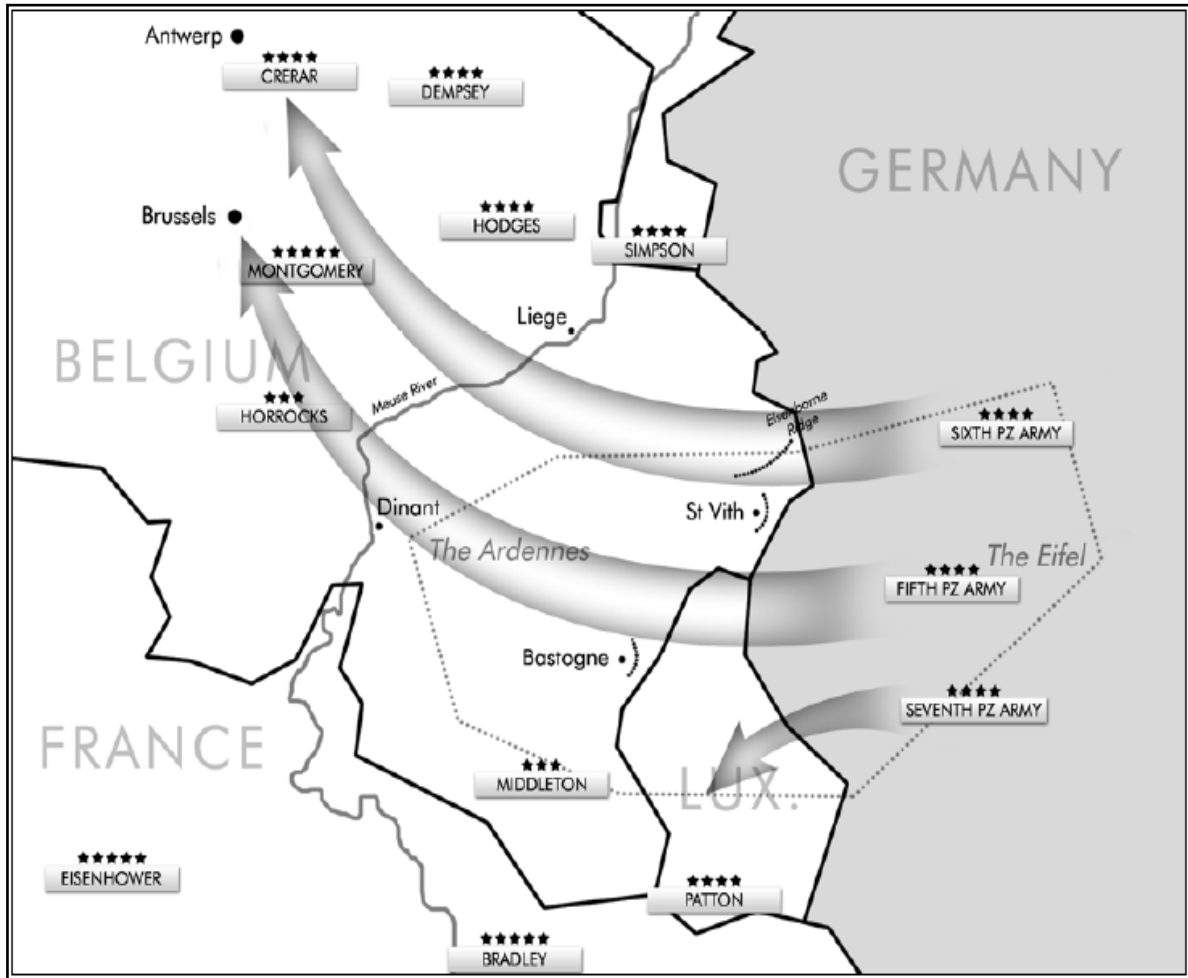 Antwerp
★★★★
CRERAR
★★★★
DEMPSEY
GERMANY
Brussels
★★★★
HODGES
★★★★
SIMPSON
★★★★★
MONTGOMERY
Liege
BELGIUM
Meuse River
★★★
HORROCKS
Elsenborne
Ridge
★★★★
SIXTH PZ ARMY
Dinant
St Vith
The Ardennes
The Eifel
★★★★
FIFTH PZ ARMY
Bastogne
★★★★
SEVENTH PZ ARMY
FRANCE
★★★
MIDDLETON
LUX.
★★★★★
EISENHOWER
★★★★
PATTON
★★★★★
BRADLEY